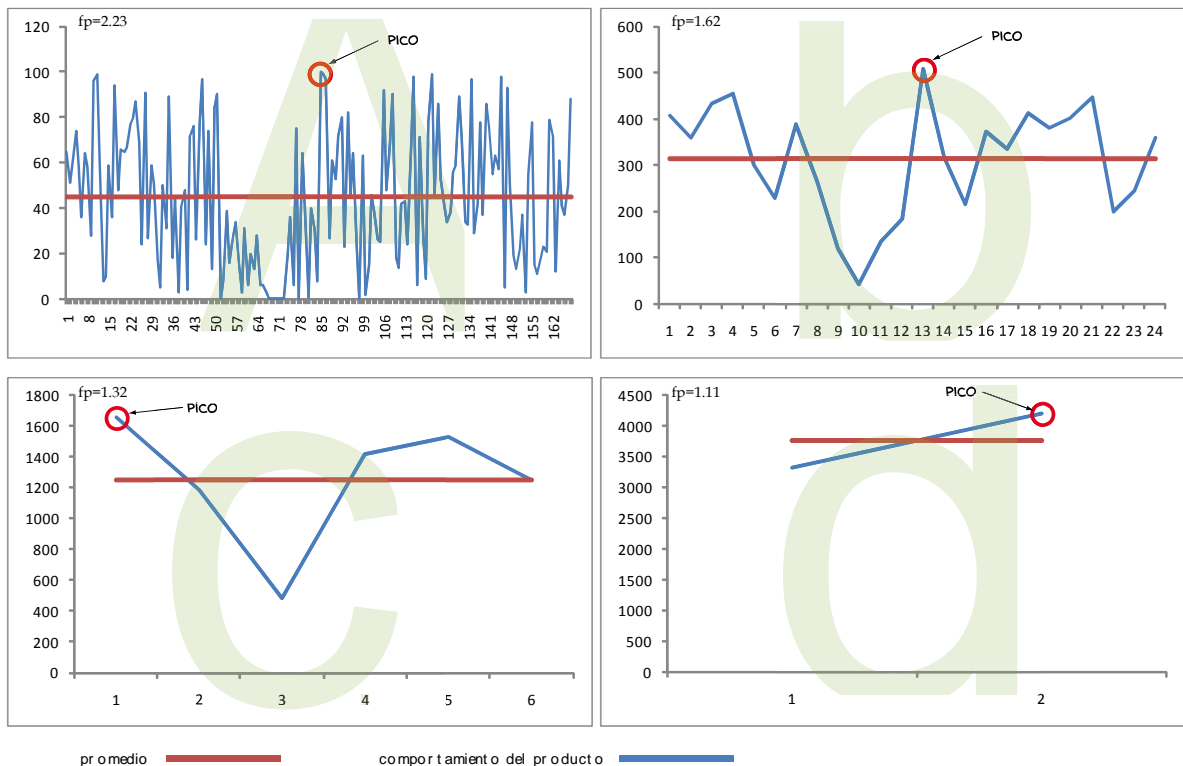 fp=2.23
PICO
120
100
80
60
40
20
0
1 8 15 22 29 36 43 50 57 64 71 78 85 92 99 106 113 120 127 134 141 148 155 162
A
fp=1.62
PICO
600
500
400
300
200
100
0
1 2 3 4 5 6 7 8 9 10 11 12 13 14 15 16 17 18 19 20 21 22 23 24
b
fp=1.32
PICO
1800
1600
1400
1200
1000
800
600
400
200
0
1 2 3 4 5 6
c
fp=1.11
PICO
4500
4000
3500
3000
2500
2000
1500
1000
500
0
1 2
d
promedio
comportamiento del producto